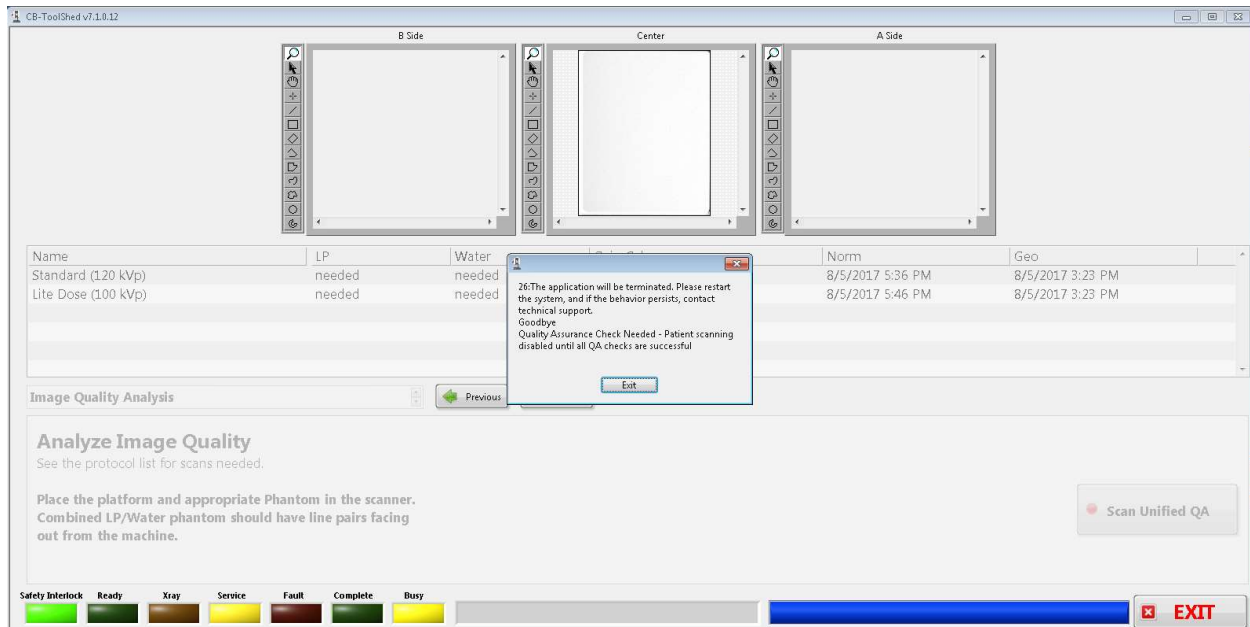 CB-ToolShed v7.1.0.12
B Side
Center
A Side
Name LP Water Norm Geo
Standard (120 kVp) needed needed 8/5/2017 5:36 PM 8/5/2017 3:23 PM
Lite Dose (100 kVp) needed needed 8/5/2017 5:46 PM 8/5/2017 3:23 PM
26:The application will be terminated. Please restart
the system, and if the behavior persists, contact
technical support.
Goodbye
Quality Assurance Check Needed - Patient scanning
disabled until all QA checks are successful
Exit
Image Quality Analysis
Previous
Analyze Image Quality
See the protocol list for scans needed.
Place the platform and appropriate Phantom in the scanner.
Combined LP/Water phantom should have line pairs facing
out from the machine.
Scan Unified QA
Safety Interlock Ready Xray Service Fault Complete Busy
EXIT